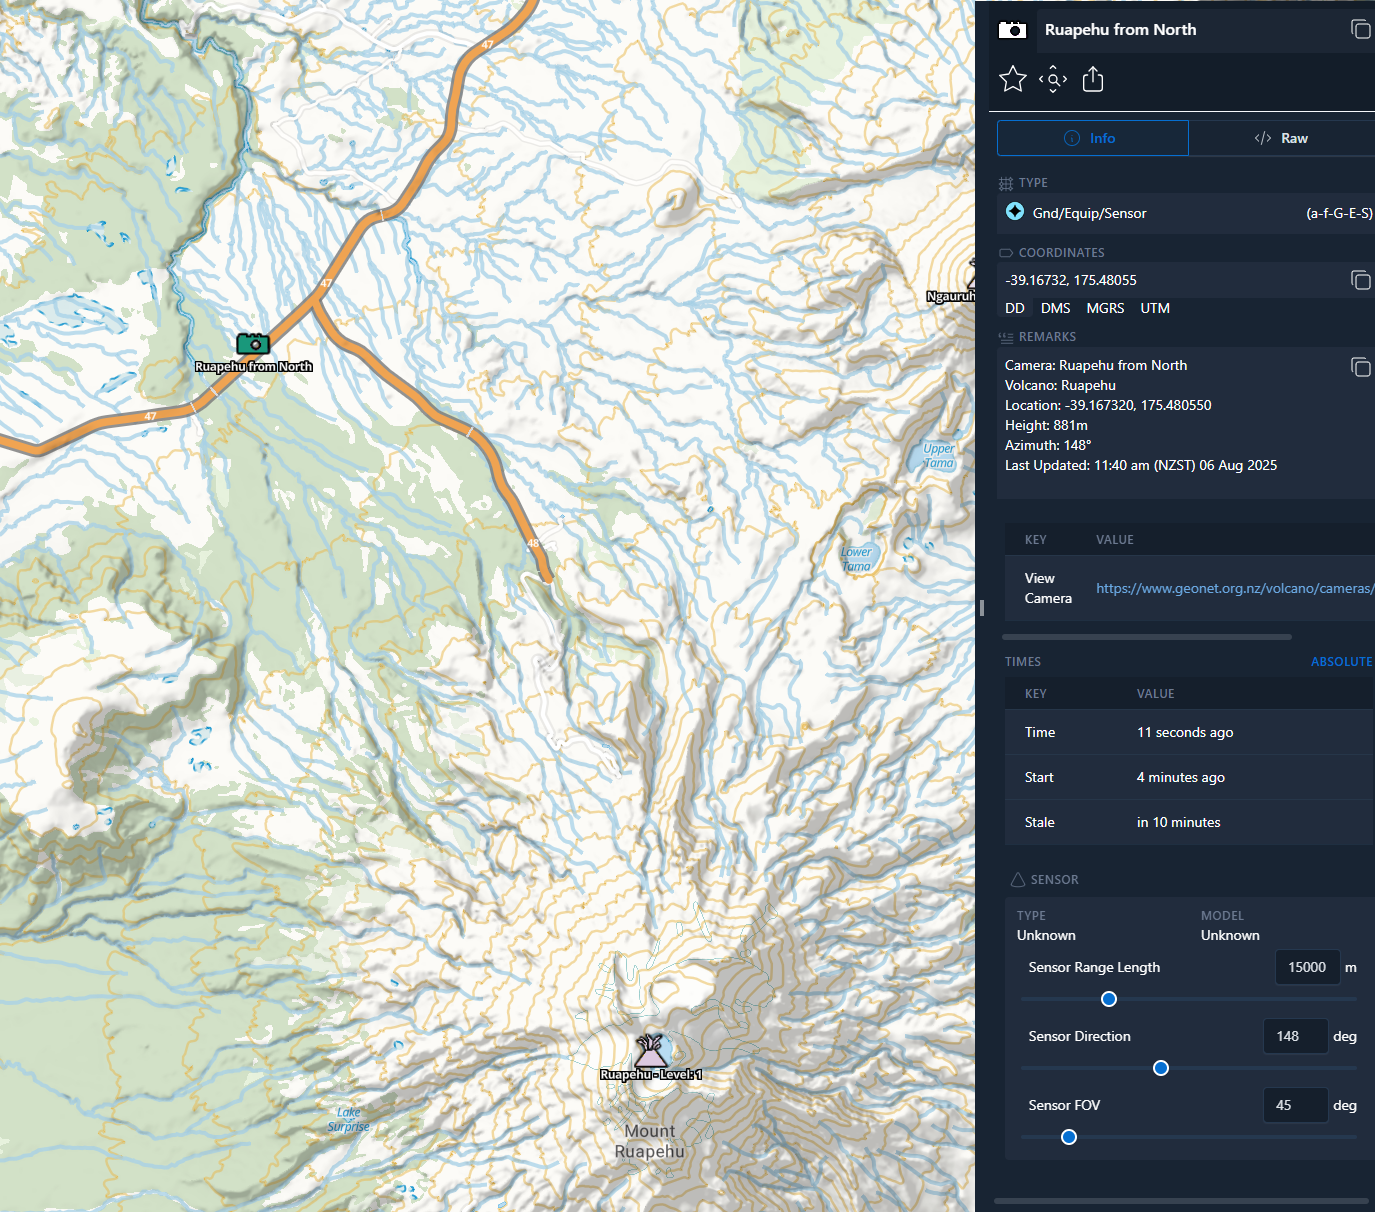 47
47
Ruapehu from North
47
48
Upper
Tama
Lower
Tama
Ruapehu - Level: 1
Mount
Ruapehu
Lake
Surprise
Ruapehu from North
Info
</> Raw
TYPE
Gnd/Equip/Sensor (a-f-G-E-S)
COORDINATES
-39.16732, 175.48055
DD DMS MGRS UTM
REMARKS
Camera: Ruapehu from North
Volcano: Ruapehu
Location: -39.167320, 175.480550
Height: 881m
Azimuth: 148°
Last Updated: 11:40 am (NZST) 06 Aug 2025
KEY VALUE
View
Camera
https://www.geonet.org.nz/volcano/cameras/
TIMES ABSOLUTE
KEY VALUE
Time 11 seconds ago
Start 4 minutes ago
Stale in 10 minutes
SENSOR
TYPE MODEL
Unknown Unknown
Sensor Range Length 15000 m
Sensor Direction 148 deg
Sensor FOV 45 deg